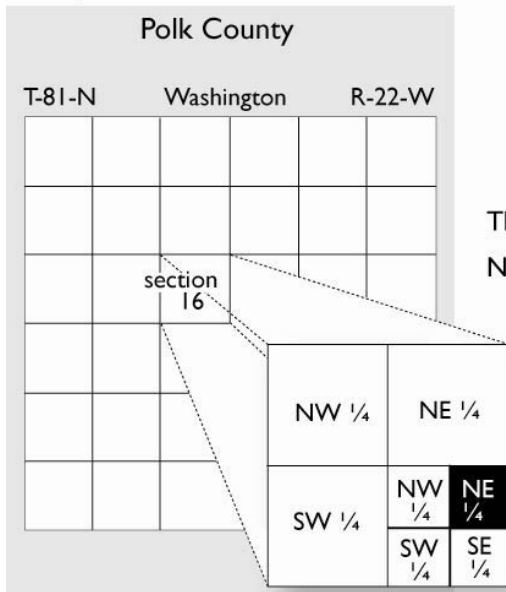 Polk County
T-81-N Washington R-22-W
section
16
NW ¼ NE ¼
SW ¼
NW
¼
NE
¼
SW
¼
SE
¼